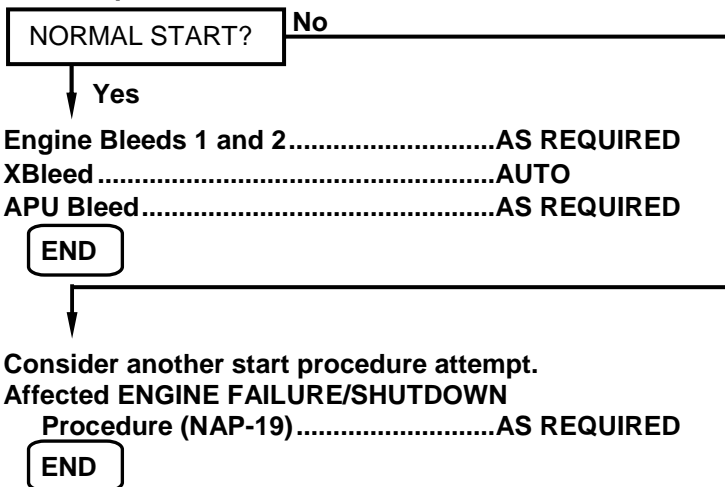 NORMAL START? No
Yes
Engine Bleeds 1 and 2...........................AS REQUIRED
XBleed ......................................................AUTO
APU Bleed................................................AS REQUIRED
END
Consider another start procedure attempt.
Affected ENGINE FAILURE/SHUTDOWN
Procedure (NAP-19)...........................AS REQUIRED
END